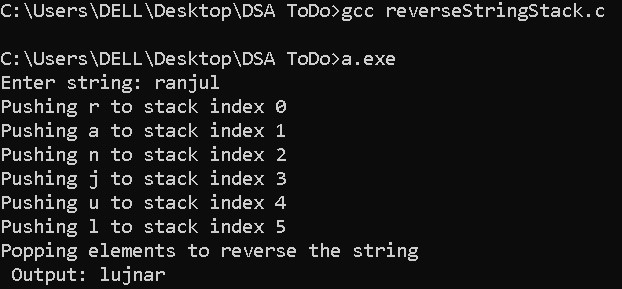 C:\Users\DELL\Desktop\DSA ToDo>gcc reverseStringStack.c
C:\Users\DELL\Desktop\DSA ToDo>a.exe
Enter string: ranjul
Pushing r to stack index 0
Pushing a to stack index 1
Pushing n to stack index 2
Pushing j to stack index 3
Pushing u to stack index 4
Pushing l to stack index 5
Popping elements to reverse the string
 Output: lujnar